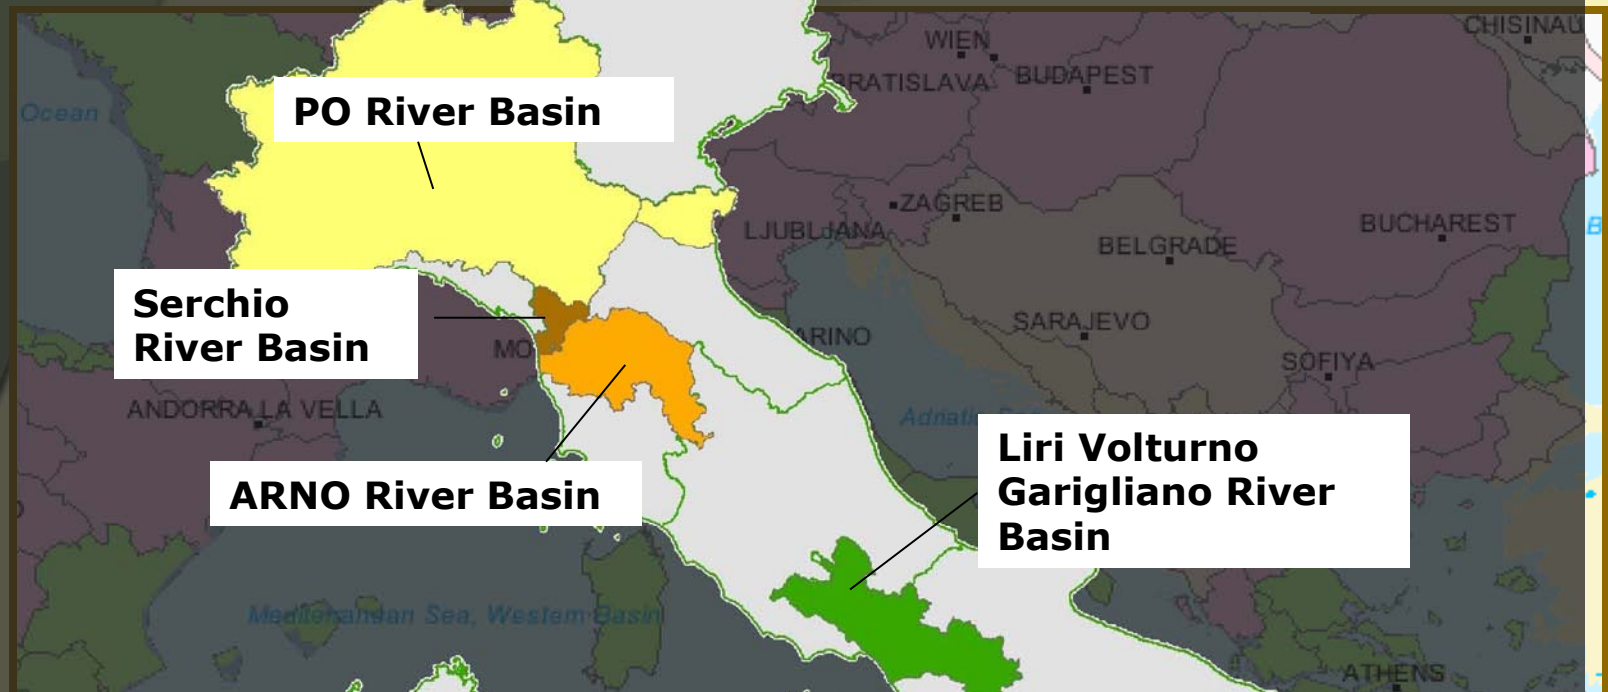 CHISINAU
WIEN
BRATISLAVA
BUDAPEST
Ocean
PO River Basin
ZAGREB
LJUBLJANA
BUCHAREST
B
BELGRADE
Serchio
River Basin
SARAJEVO
ARINO
MO
SOFIYA
ANDORRA LA VELLA
Adriatic
ARNO River Basin
Liri Volturno
Garigliano River
Basin
Mediterranean Sea, Western Basin
ATHENS